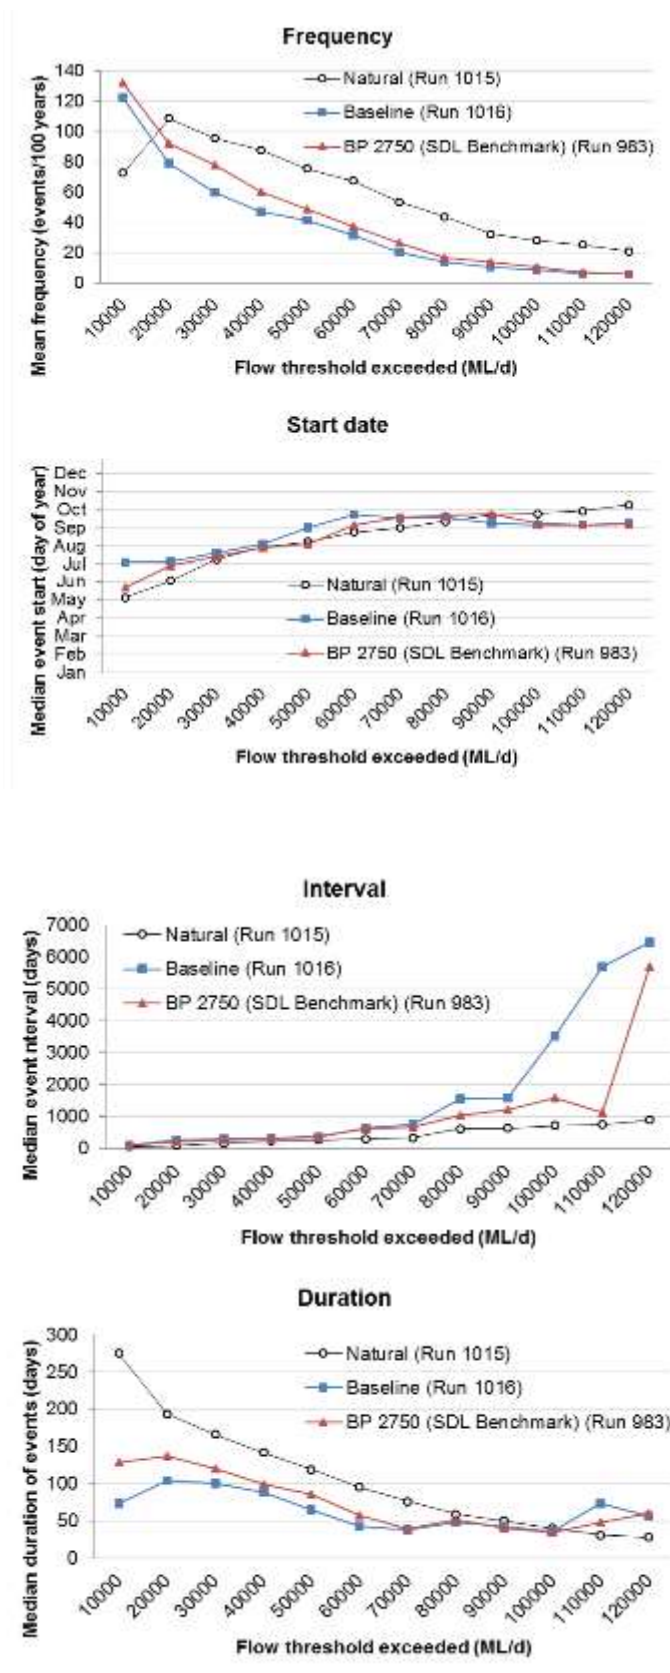 Frequency
Mean frequency (events/100 years)
140
120
100
80
60
40
20
0
Natural (Run 1015)
Baseline (Run 1016)
BP 2750 (SDL Benchmark) (Run 983)
10000
20000
30000
40000
50000
60000
70000
80000
90000
100000
110000
120000
Flow threshold exceeded (ML/d)
Start date
Median event start (day of year)
Dec
Nov
Oct
Sep
Aug
Jul
Jun
May
Apr
Mar
Feb
Jan
Natural (Run 1015)
Baseline (Run 1016)
BP 2750 (SDL Benchmark) (Run 983)
10000
20000
30000
40000
50000
60000
70000
80000
90000
100000
110000
120000
Flow threshold exceeded (ML/d)
Interval
Median event nterval (days)
7000
6000
5000
4000
3000
2000
1000
0
Natural (Run 1015)
Baseline (Run 1016)
BP 2750 (SDL Benchmark) (Run 983)
10000
20000
30000
40000
50000
60000
70000
80000
90000
100000
110000
120000
Flow threshold exceeded (ML/d)
Duration
Median duration of events (days)
300
250
200
150
100
50
0
Natural (Run 1015)
Baseline (Run 1016)
BP 2750 (SDL Benchmark) (Run 983)
10000
20000
30000
40000
50000
60000
70000
80000
90000
100000
110000
120000
Flow threshold exceeded (ML/d)